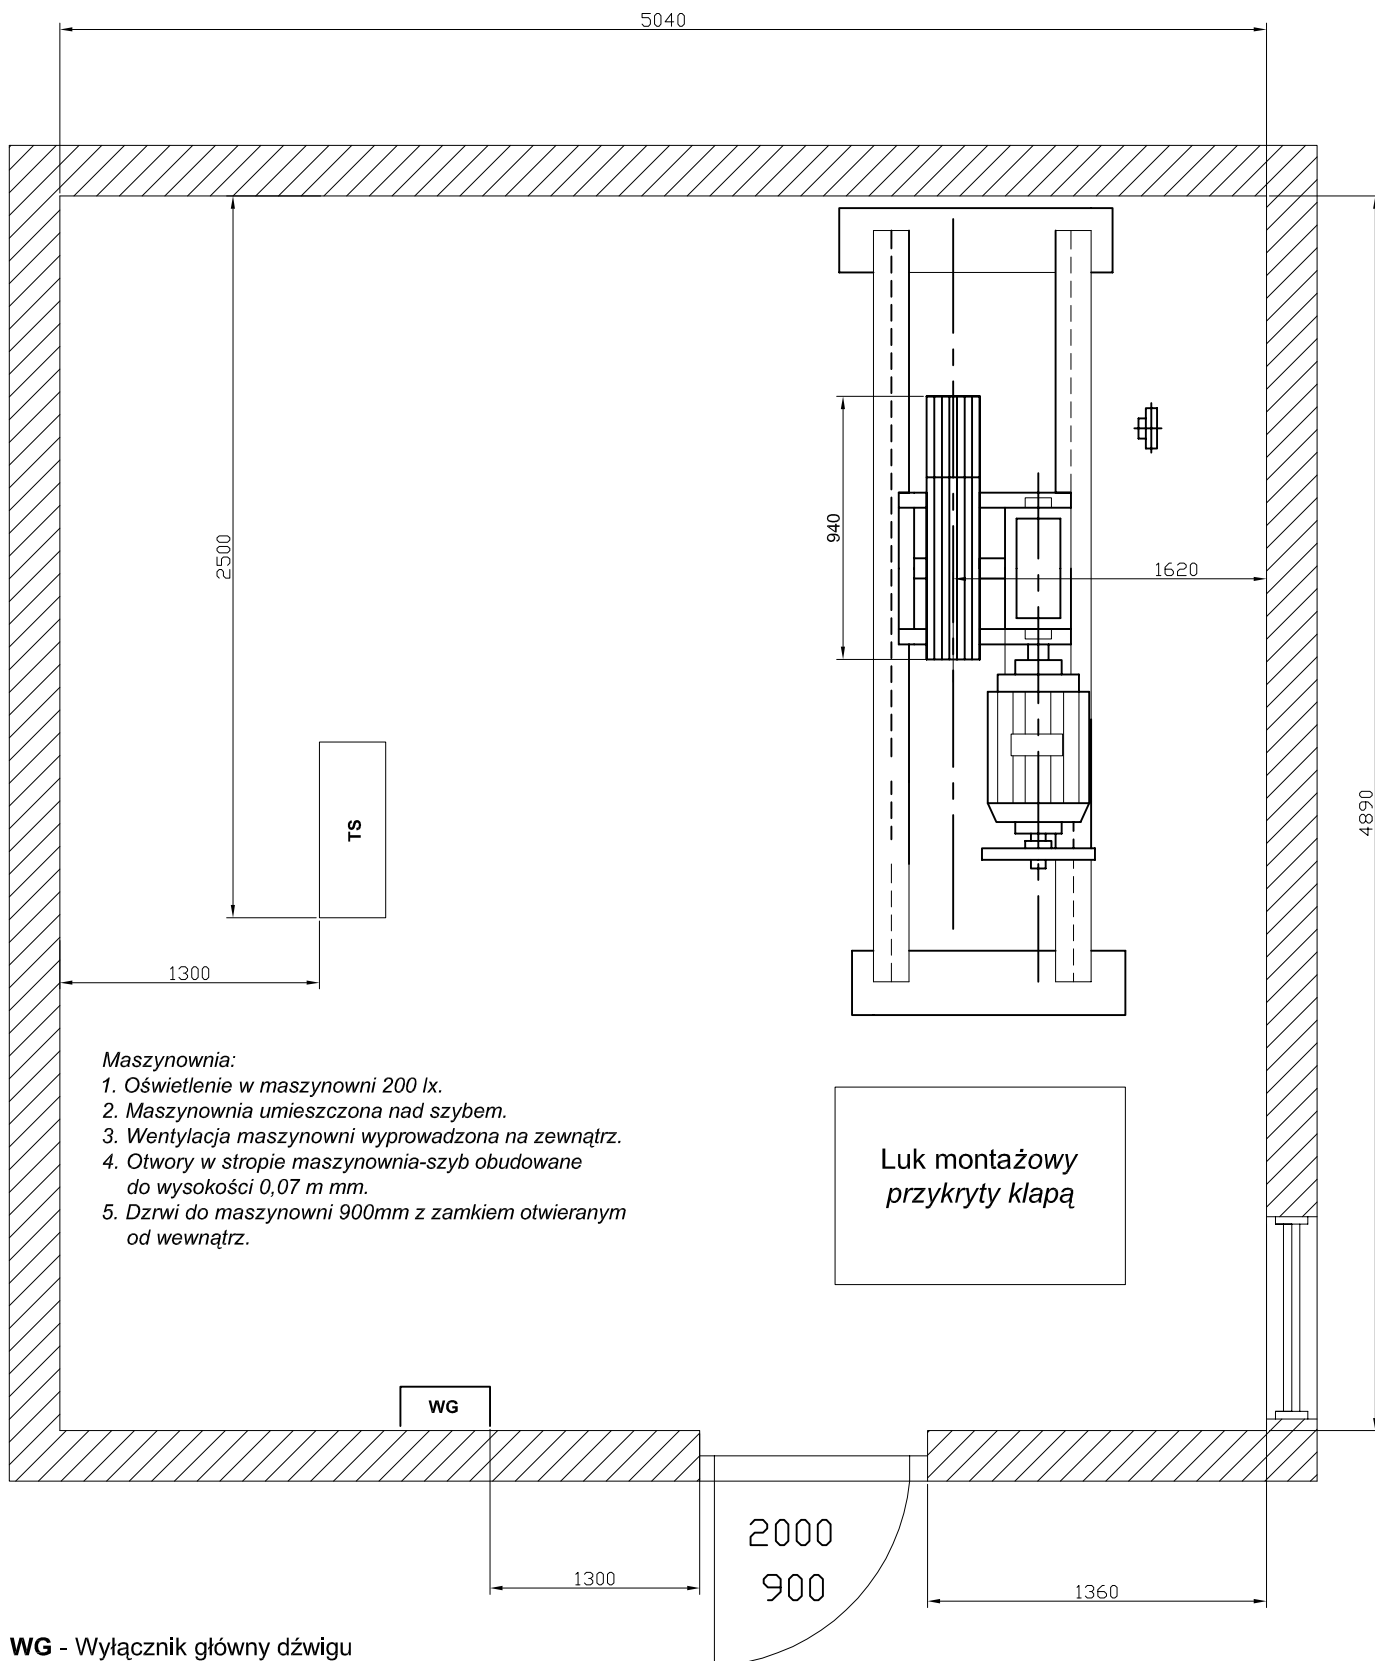 5040
2500
940
1620
4890
TS
1300
Maszynownia:
1. Oświetlenie w maszynowni 200 lx.
2. Maszynownia umieszczona nad szybem.
3. Wentylacja maszynowni wyprowadzona na zewnątrz.
4. Otwory w stropie maszynownia-szyb obudowane
do wysokości 0,07 m mm.
5. Dzrwi do maszynowni 900mm z zamkiem otwieranym
od wewnątrz.
Luk montażowy
przykryty klapą
WG
2000
900
1300
1360
WG - Wyłącznik główny dźwigu